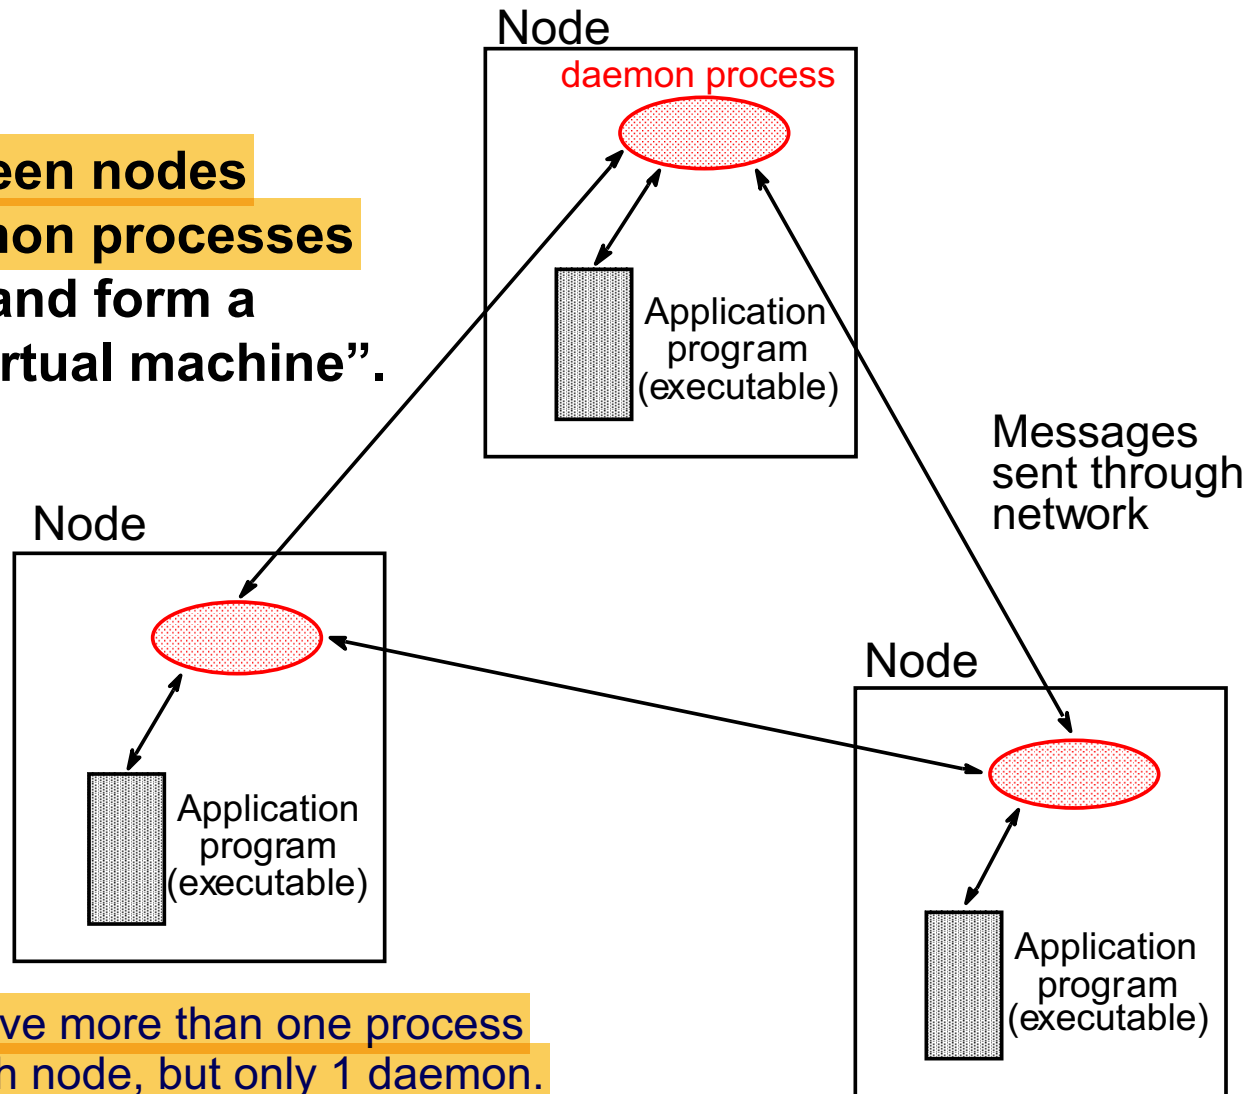 Node
daemon process
een nodes
non processes
and form a
rtual machine”.
Application
program
(executable)
Messages
sent through
network
Node
Application
program
(executable)
Node
Application
program
(executable)
ve more than one process
h node, but only 1 daemon.